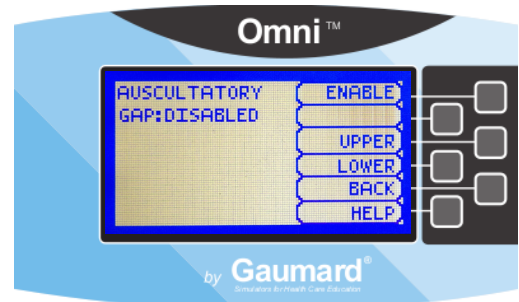 Omni™
AUSCULTATORY
GAP:DISABLED
ENABLE
UPPER
LOWER
BACK
HELP
by Gaumard®
Simulators for Health Care Education